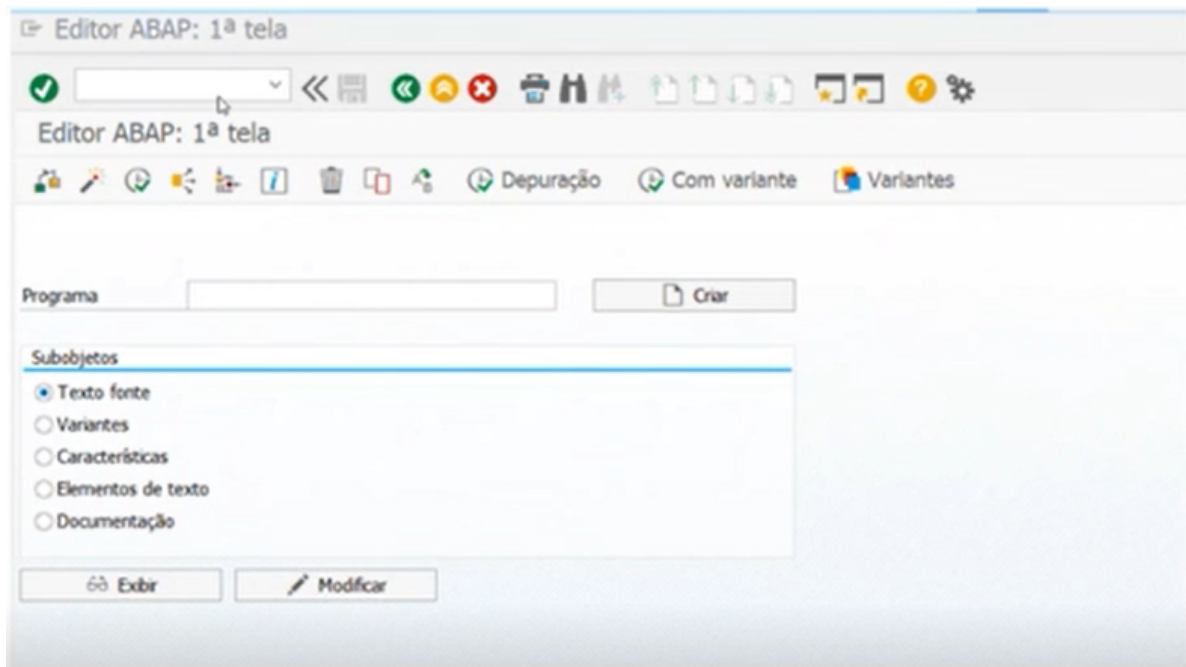 Editor ABAP: 1ª tela
Editor ABAP: 1ª tela
Depuração Com variante Variantes
Programa Criar
Subobjetos
Texto fonte
Variantes
Características
Elementos de texto
Documentação
Exibir Modificar